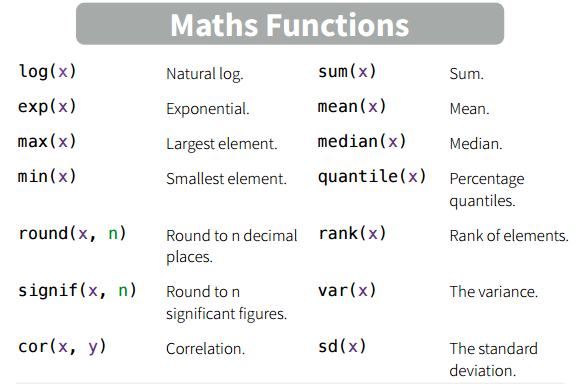 Maths Functions
log(x) Natural log. sum(x) Sum.
exp(x) Exponential. mean(x) Mean.
max(x) Largest element. median(x) Median.
min(x) Smallest element. quantile(x) Percentage
quantiles.
round(x, n) Round to n decimal rank(x) Rank of elements.
places.
signif(x, n) Round to n var(x) The variance.
significant figures.
cor(x, y) Correlation. sd(x) The standard
deviation.